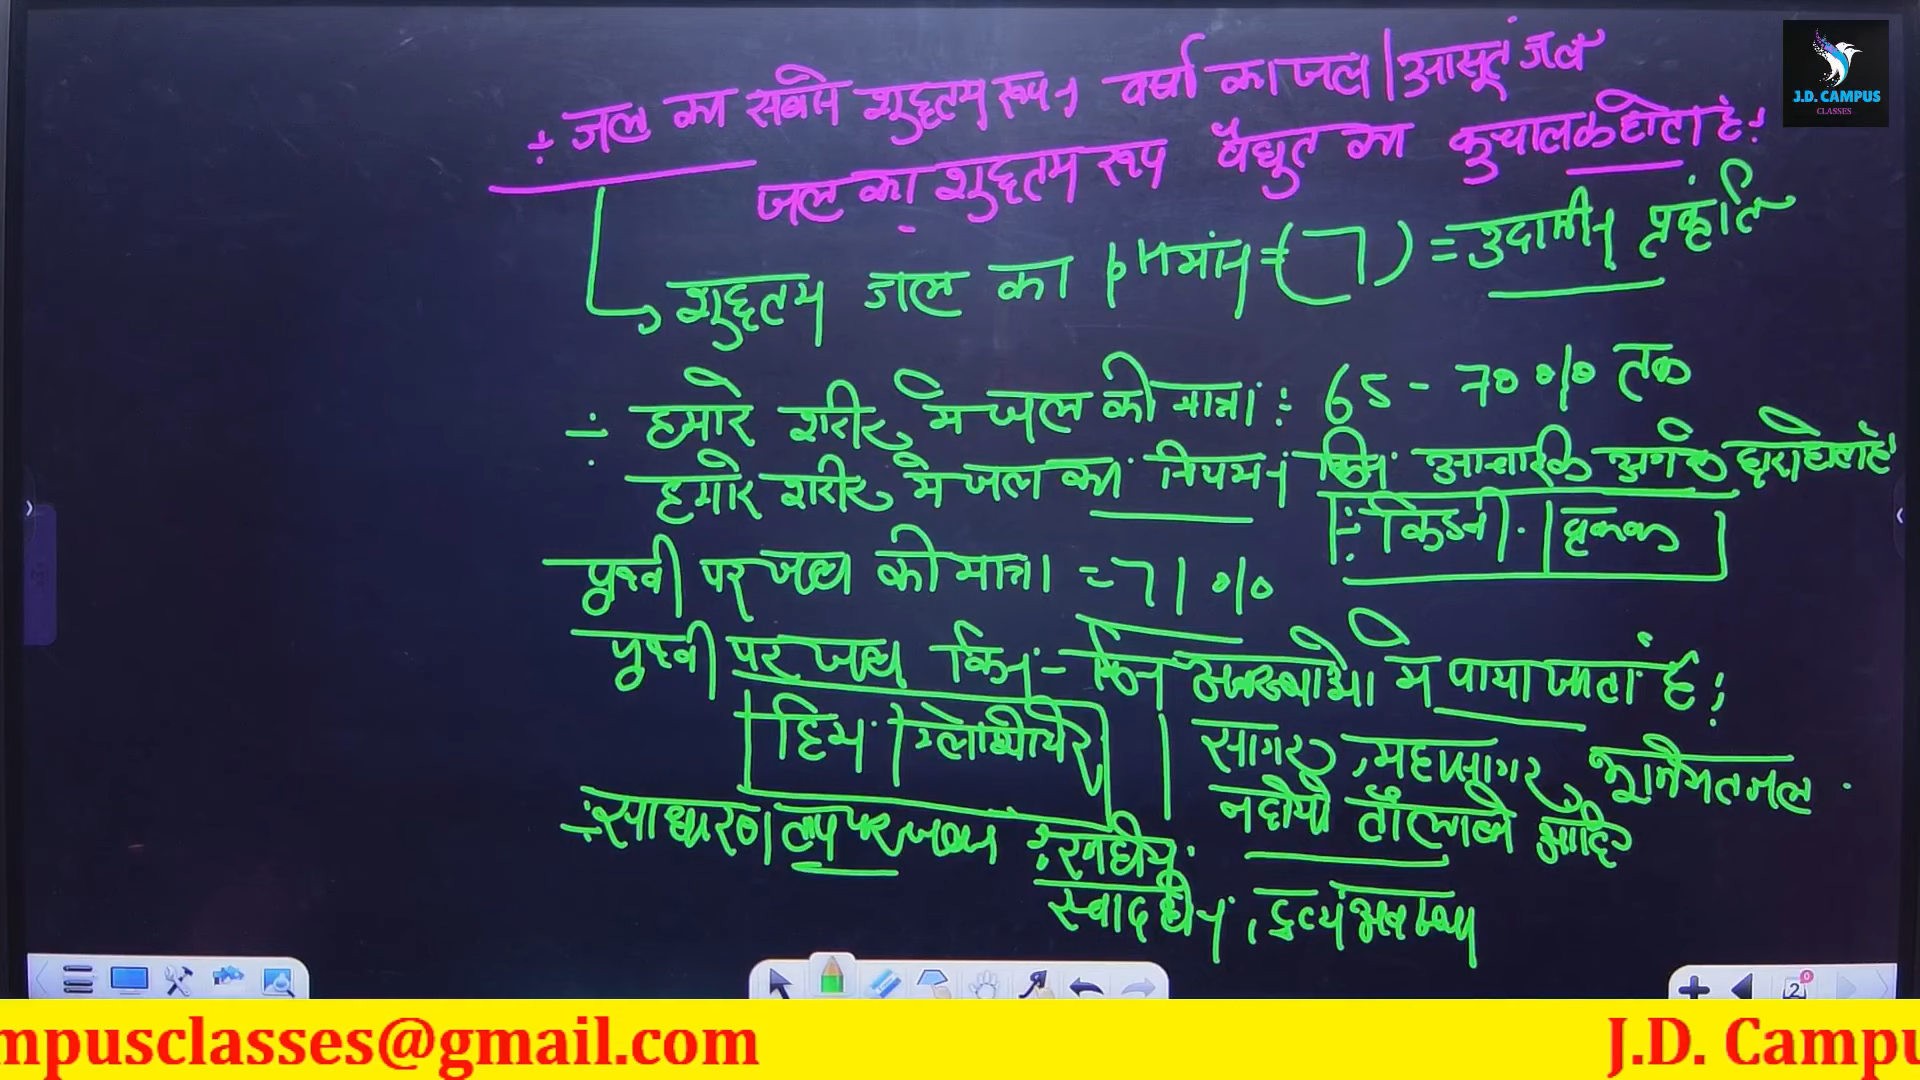 ÷ जल का सबसे शुद्धतम रूप → वर्षा का जल | आसूतं जल
J.D. CAMPUS
CLASSES
जल का शुद्धतम रूप वैद्युत का कुचालक होता है!
शुद्धतम जल का pHमान = (7) = उदासीन प्रकृति
÷ हमारे शरीर मे जल की मात्रा ÷ 65 - 70 % तक
हमारे शरीर मे जल का नियमन किन आन्तरिक अंगों द्वारा होता है!
÷ किडनी | वृक्क
पृथ्वी पर जल की मात्रा = 71 %
पृथ्वी पर जल किन - किन अवस्थाओ मे पाया जाता है!
हिम | ग्लेशीयेर | सागर, महासागर, भूमिगत जल
नदीयो तालाबो आदि
÷ साधारण ताप पर जल ÷ रंगहीन
स्वादहीन, द्रव्य अवस्था
2
mpusclasses@gmail.com J.D. Campu